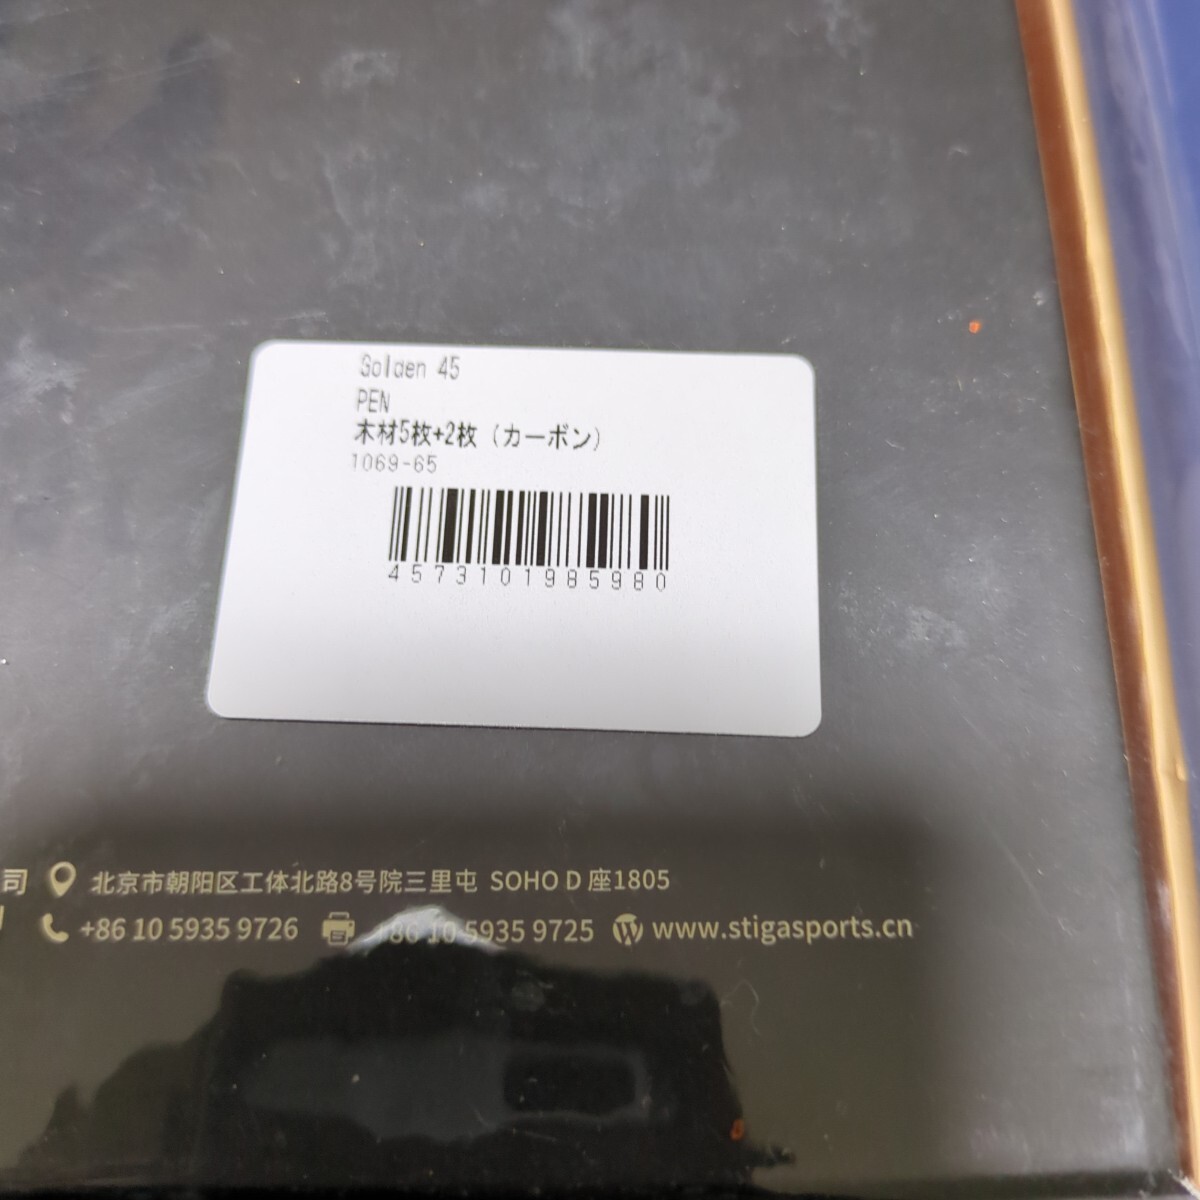 Golden 45
PEN
木材5枚+2枚（カーボン）
1069-65
4573101985980
司 北京市朝阳区工体北路8号院三里屯 SOHO D 座1805
+86 10 5935 9726 +86 10 5935 9725 www.stigasports.cn